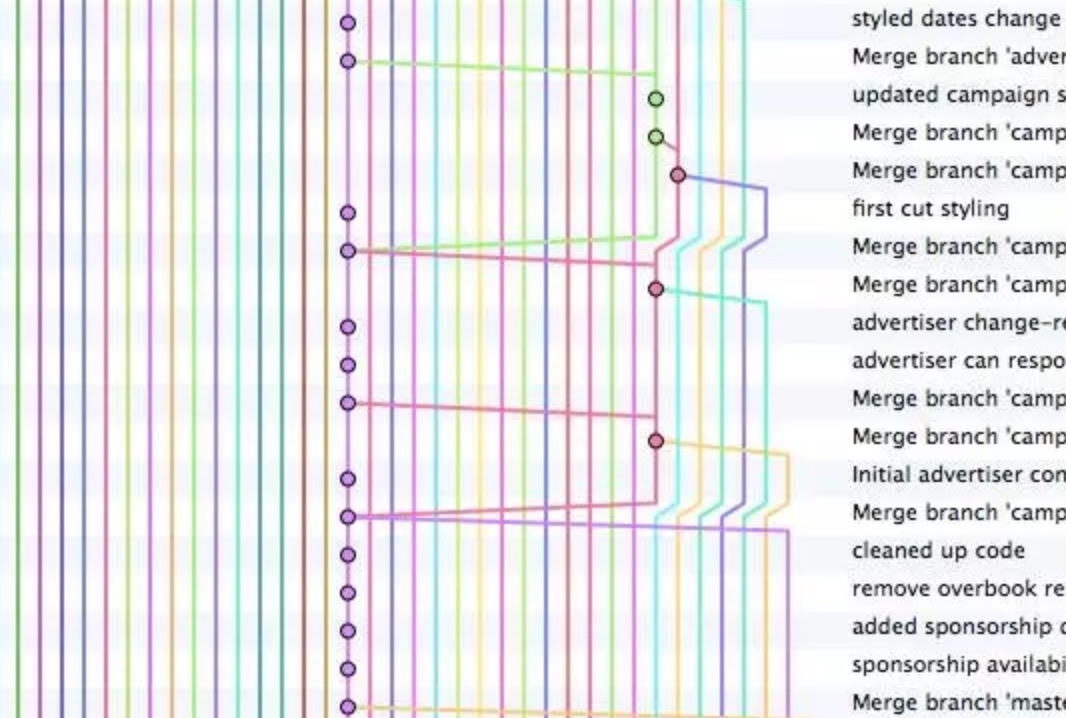 styled dates change
Merge branch 'adver
updated campaign s
Merge branch 'camp
Merge branch 'camp
first cut styling
Merge branch 'camp
Merge branch 'camp
advertiser change-re
advertiser can respo
Merge branch 'camp
Merge branch 'camp
Initial advertiser con
Merge branch 'camp
cleaned up code
remove overbook re
added sponsorship c
sponsorship availabi
Merge branch 'maste